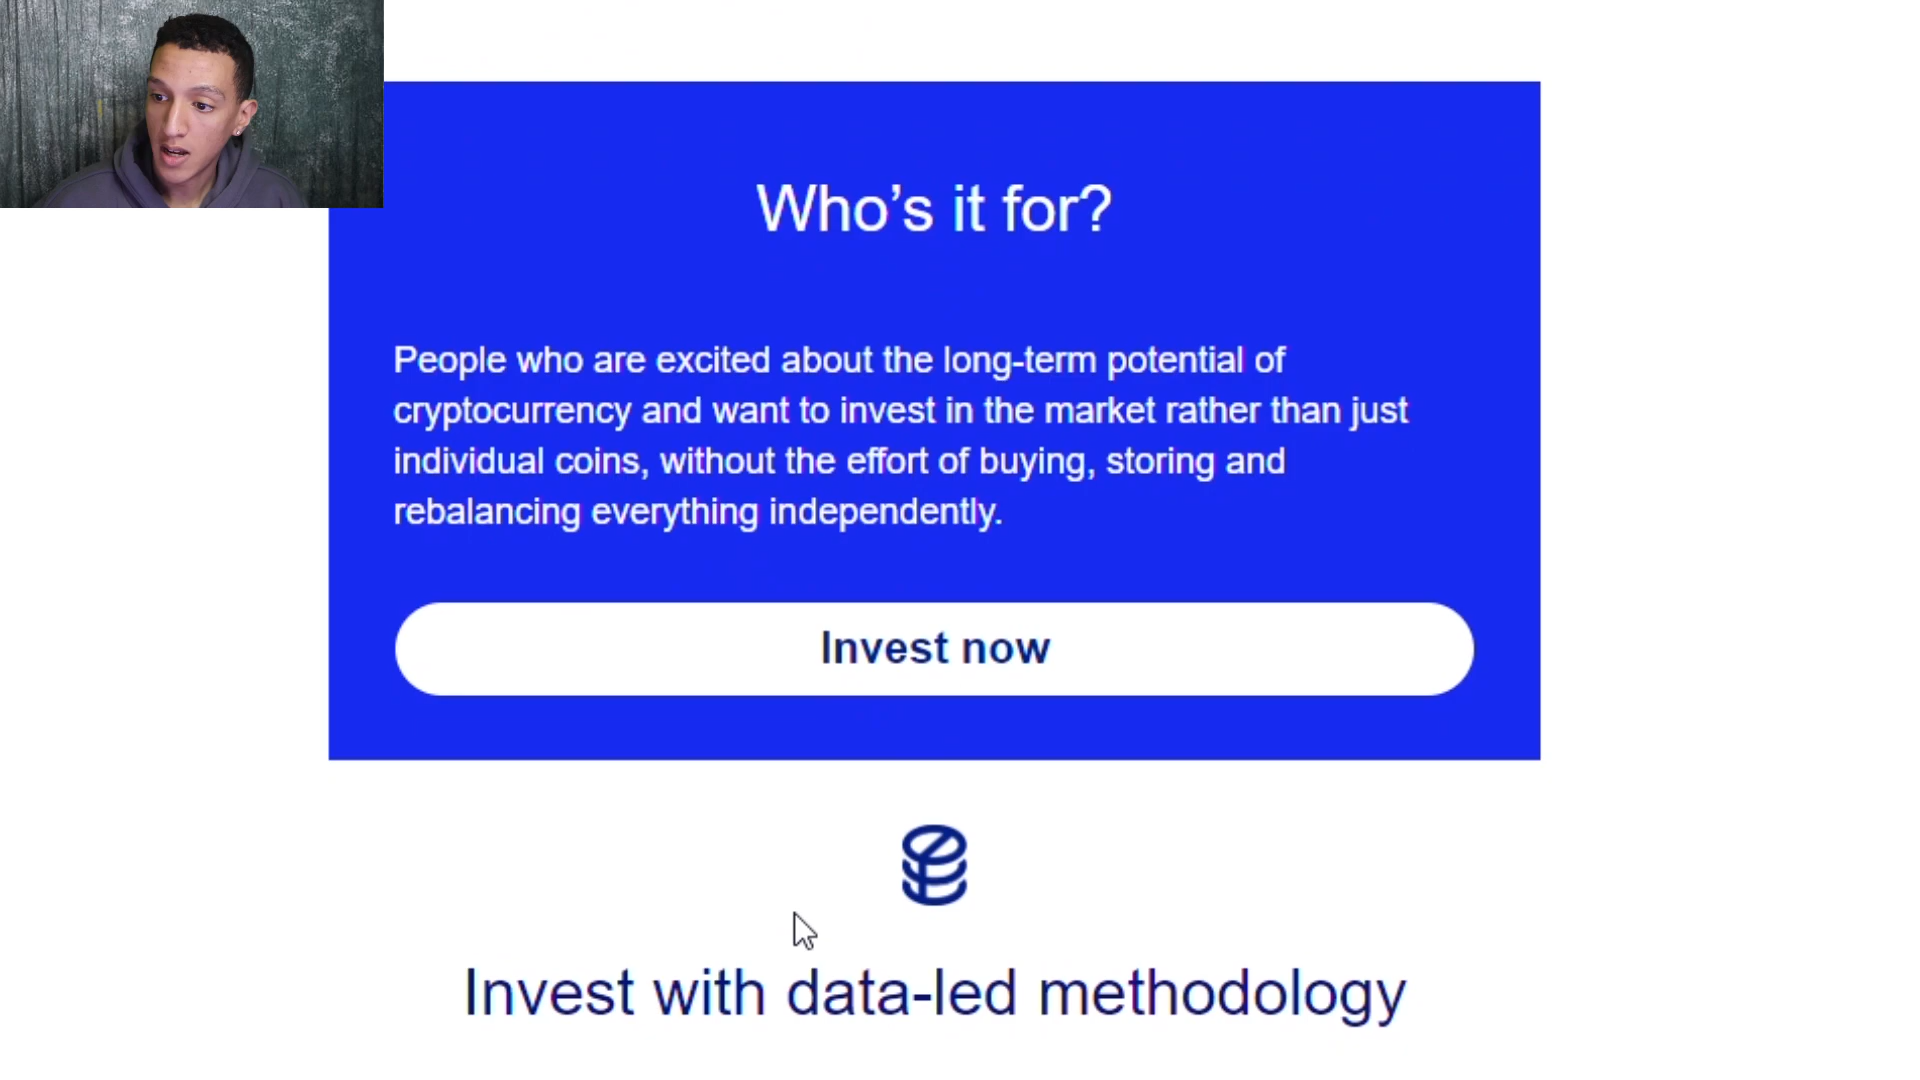 Who’s it for?
People who are excited about the long-term potential of
cryptocurrency and want to invest in the market rather than just
individual coins, without the effort of buying, storing and
rebalancing everything independently.
Invest now
Invest with data-led methodology